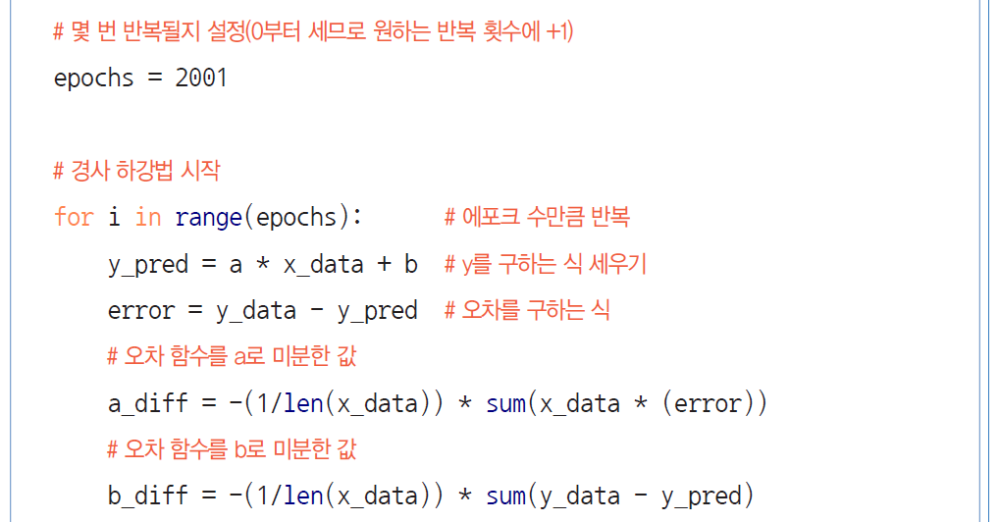 # 몇 번 반복될지 설정(0부터 세므로 원하는 반복 횟수에 +1)
epochs = 2001
# 경사 하강법 시작
for i in range(epochs): # 에포크 수만큼 반복
y_pred = a * x_data + b # y를 구하는 식 세우기
error = y_data - y_pred # 오차를 구하는 식
# 오차 함수를 a로 미분한 값
a_diff = -(1/len(x_data)) * sum(x_data * (error))
# 오차 함수를 b로 미분한 값
b_diff = -(1/len(x_data)) * sum(y_data - y_pred)